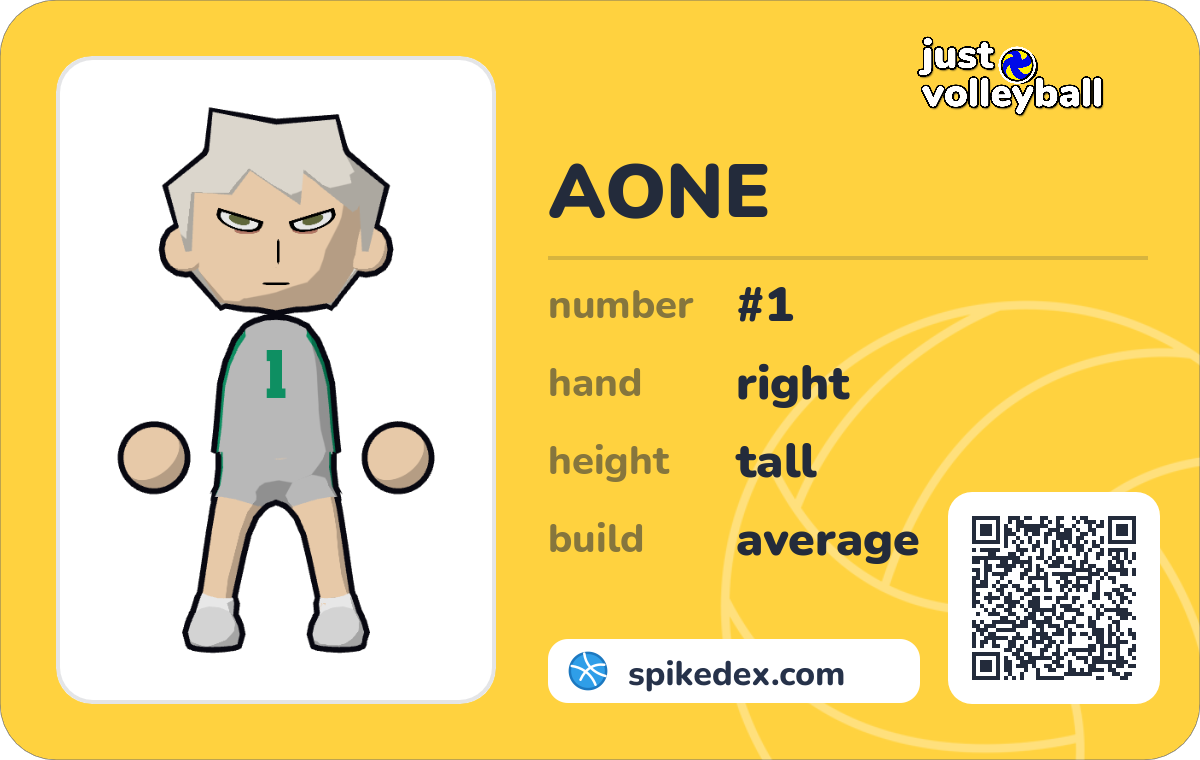 just
volleyball
AONE
number #1
hand right
height tall
build average
1
spikedex.com